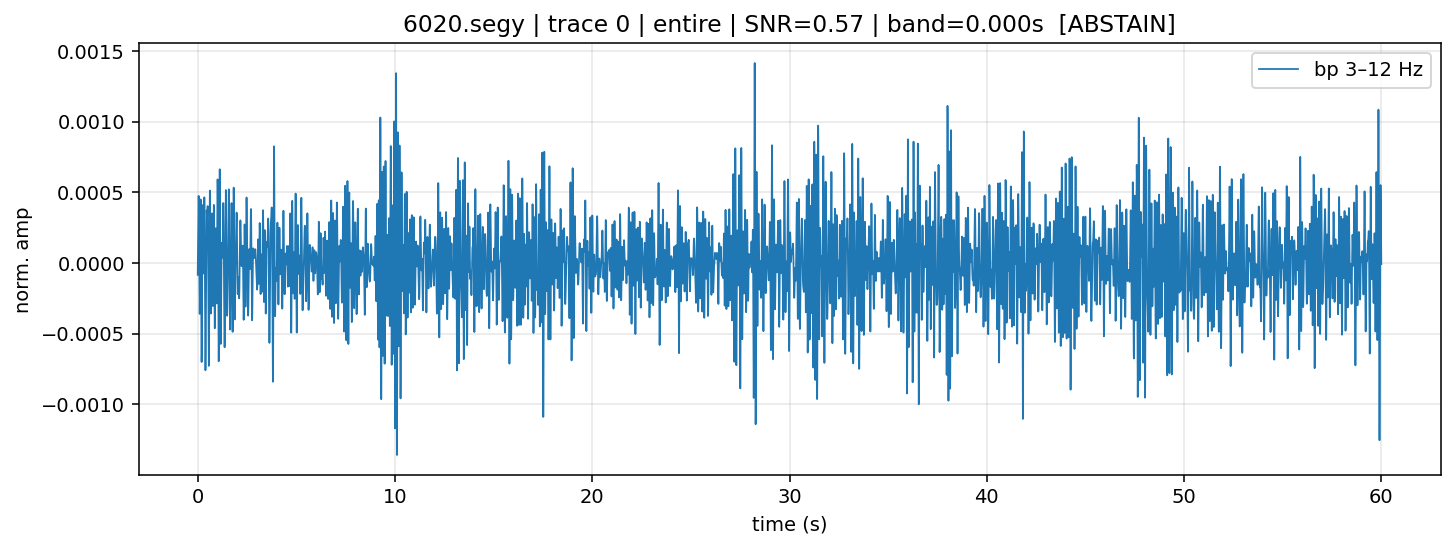 6020.segy | trace 0 | entire | SNR=0.57 | band=0.000s [ABSTAIN]
bp 3–12 Hz
norm. amp
0.0015
0.0010
0.0005
0.0000
−0.0005
−0.0010
0 10 20 30 40 50 60
time (s)